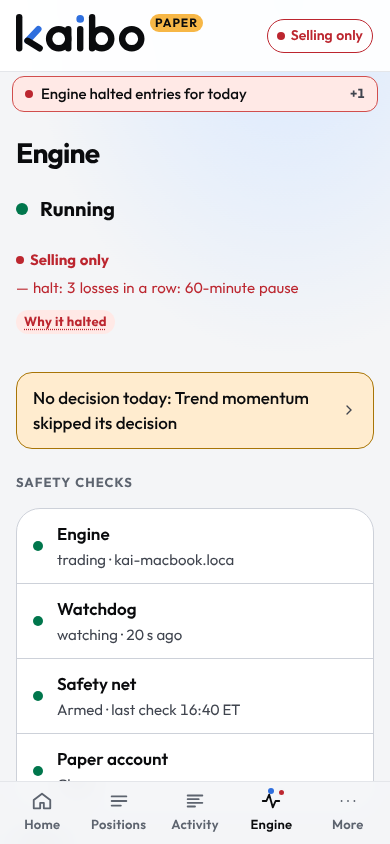 kaibo PAPER
Selling only
Engine halted entries for today +1
Engine
Running
Selling only
— halt: 3 losses in a row: 60-minute pause
Why it halted
No decision today: Trend momentum
skipped its decision
SAFETY CHECKS
Engine
trading · kai-macbook.loca
Watchdog
watching · 20 s ago
Safety net
Armed · last check 16:40 ET
Paper account
Home Positions Activity Engine More